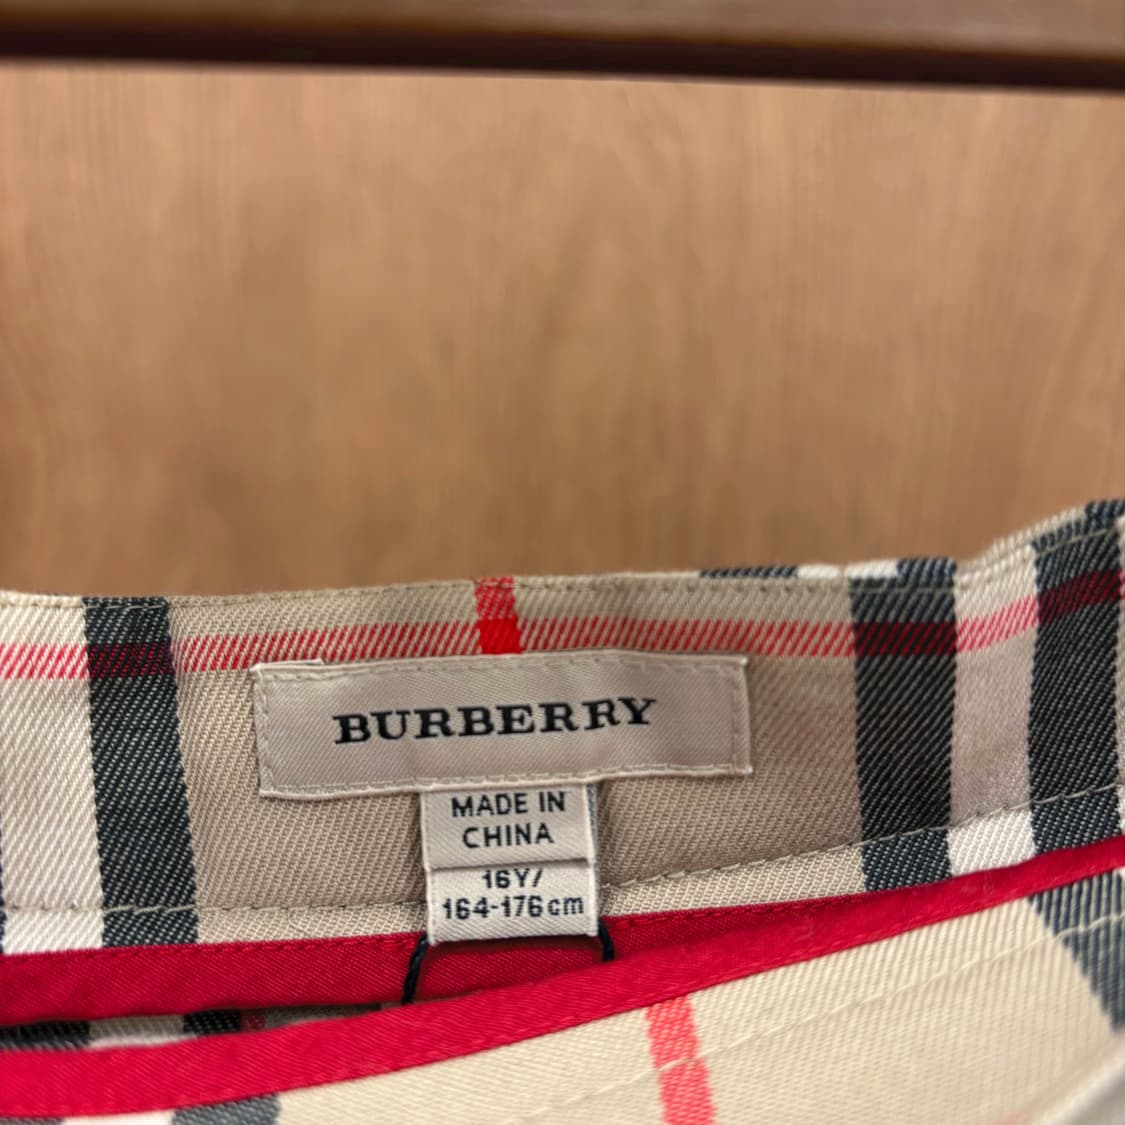 BURBERRY
MADE IN
CHINA
16Y/
164-176cm